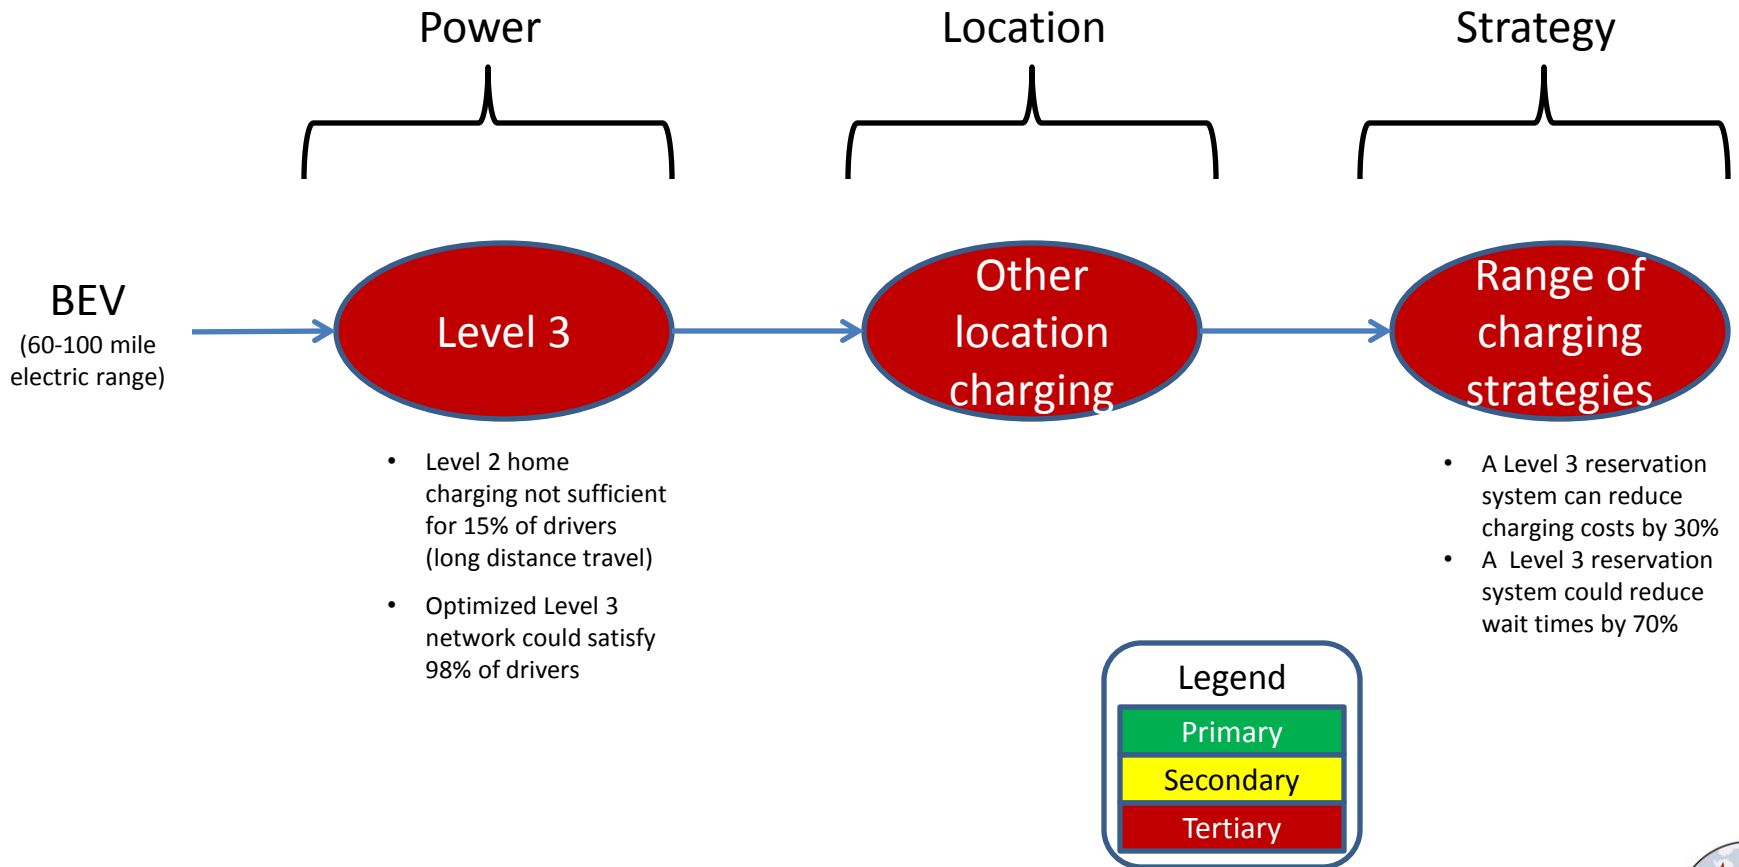 Power
Location
Strategy
BEV
(60-100 mile
electric range)
Level 3
Other
location
charging
Range of
charging
strategies
• Level 2 home
charging not sufficient
for 15% of drivers
(long distance travel)
• Optimized Level 3
network could satisfy
98% of drivers
• A Level 3 reservation
system can reduce
charging costs by 30%
• A Level 3 reservation
system could reduce
wait times by 70%
Legend
Primary
Secondary
Tertiary